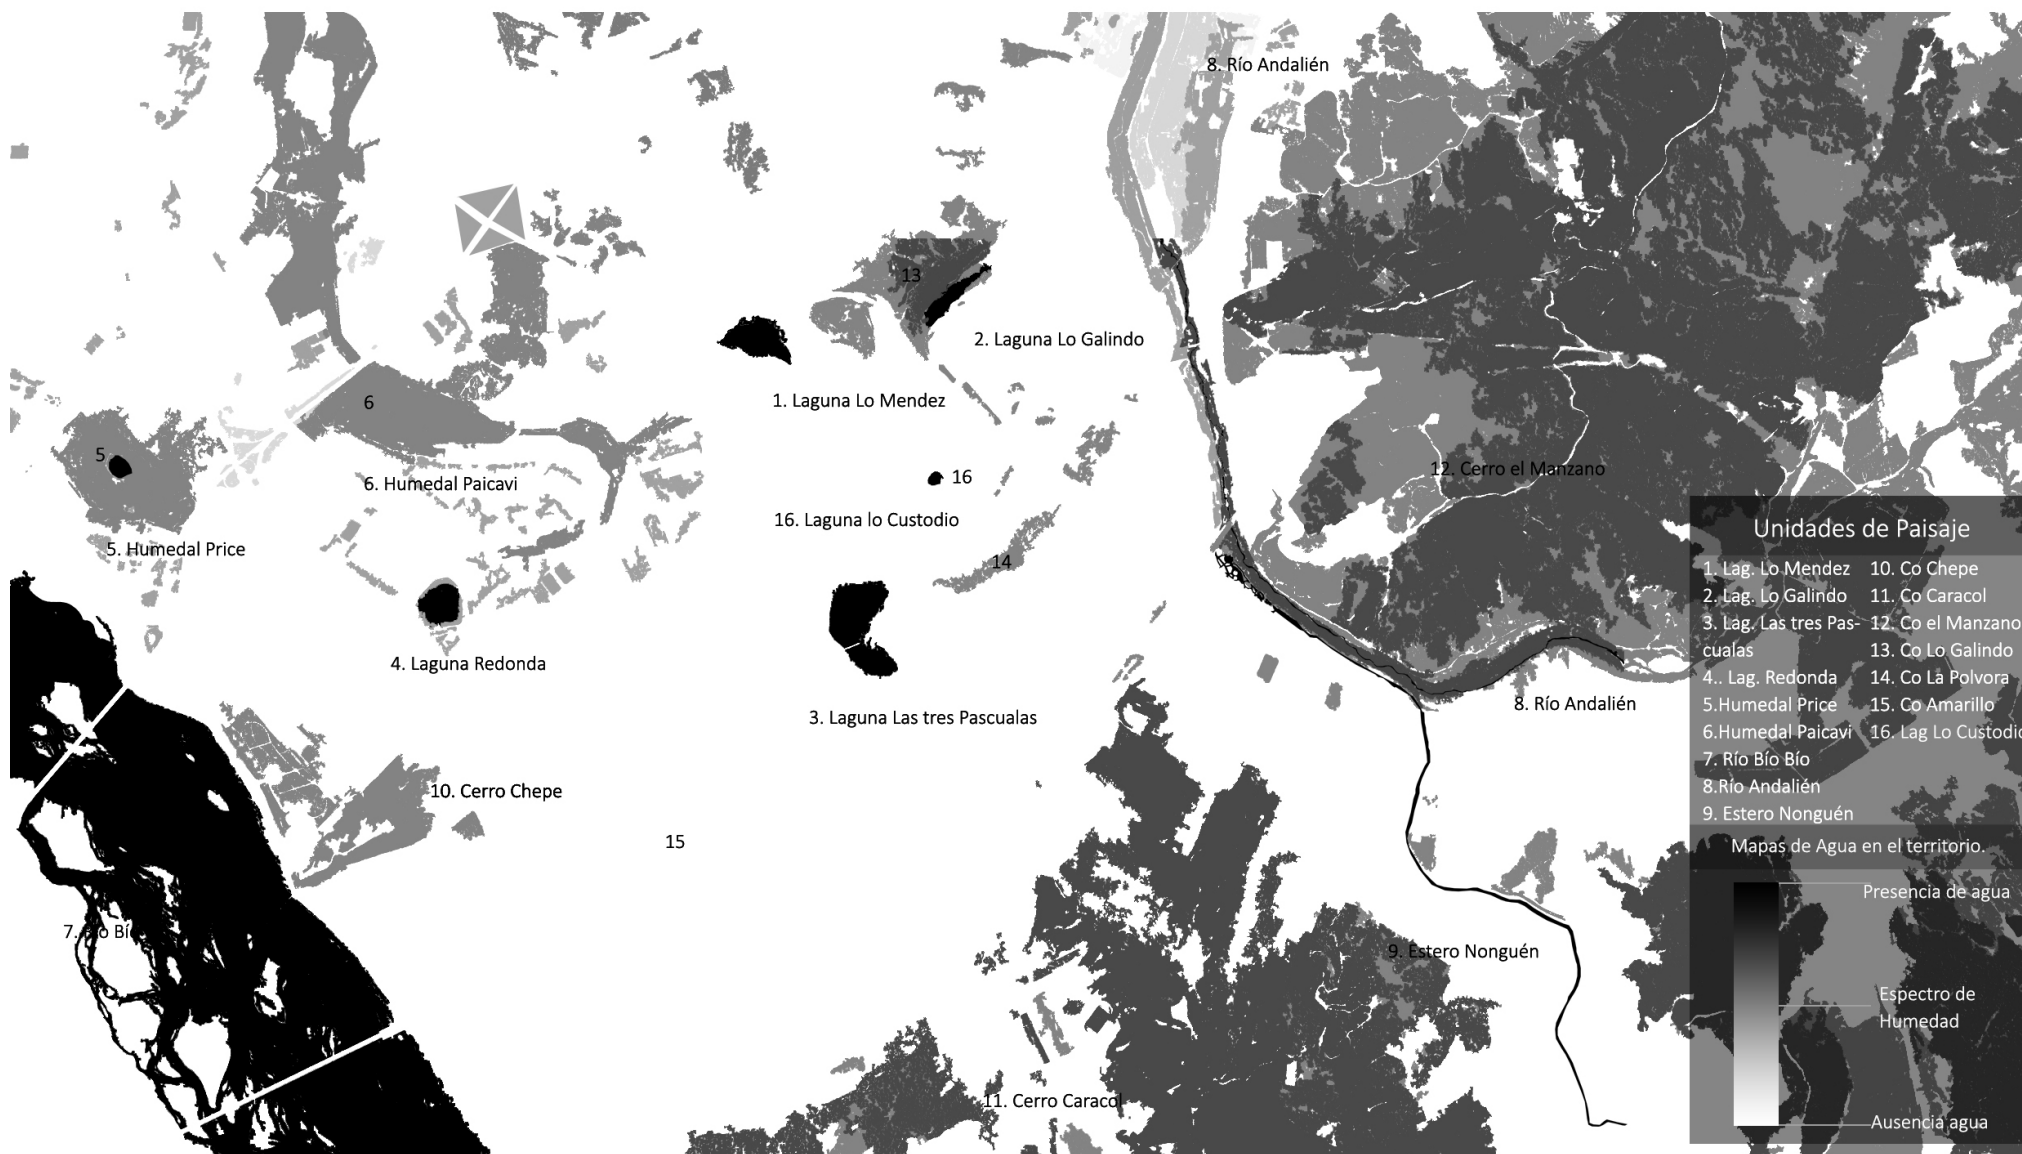 8. Río Andalién
13
2. Laguna Lo Galindo
1. Laguna Lo Mendez
6
5
12. Cerro el Manzano
6. Humedal Paicavi
16
16. Laguna lo Custodio
5. Humedal Price
14
4. Laguna Redonda
8. Río Andalién
3. Laguna Las tres Pascualas
10. Cerro Chepe
15
7.
9. Estero Nonguén
11. Cerro Caracol
Unidades de Paisaje
1. Lag. Lo Mendez
2. Lag. Lo Galindo
3. Lag. Las tres Pas-
cualas
4.. Lag. Redonda
5.Humedal Price
6.Humedal Paicavi
7. Río Bío Bío
8.Río Andalién
9. Estero Nonguén
10. Co Chepe
11. Co Caracol
12. Co el Manzano
13. Co Lo Galindo
14. Co Là Polvora
15. Co Amarillo
16. Lag Lo Custodio
Mapas de Agua en el territorio.
Presencia de agua
Espectro de
Humedad
Ausencia agua